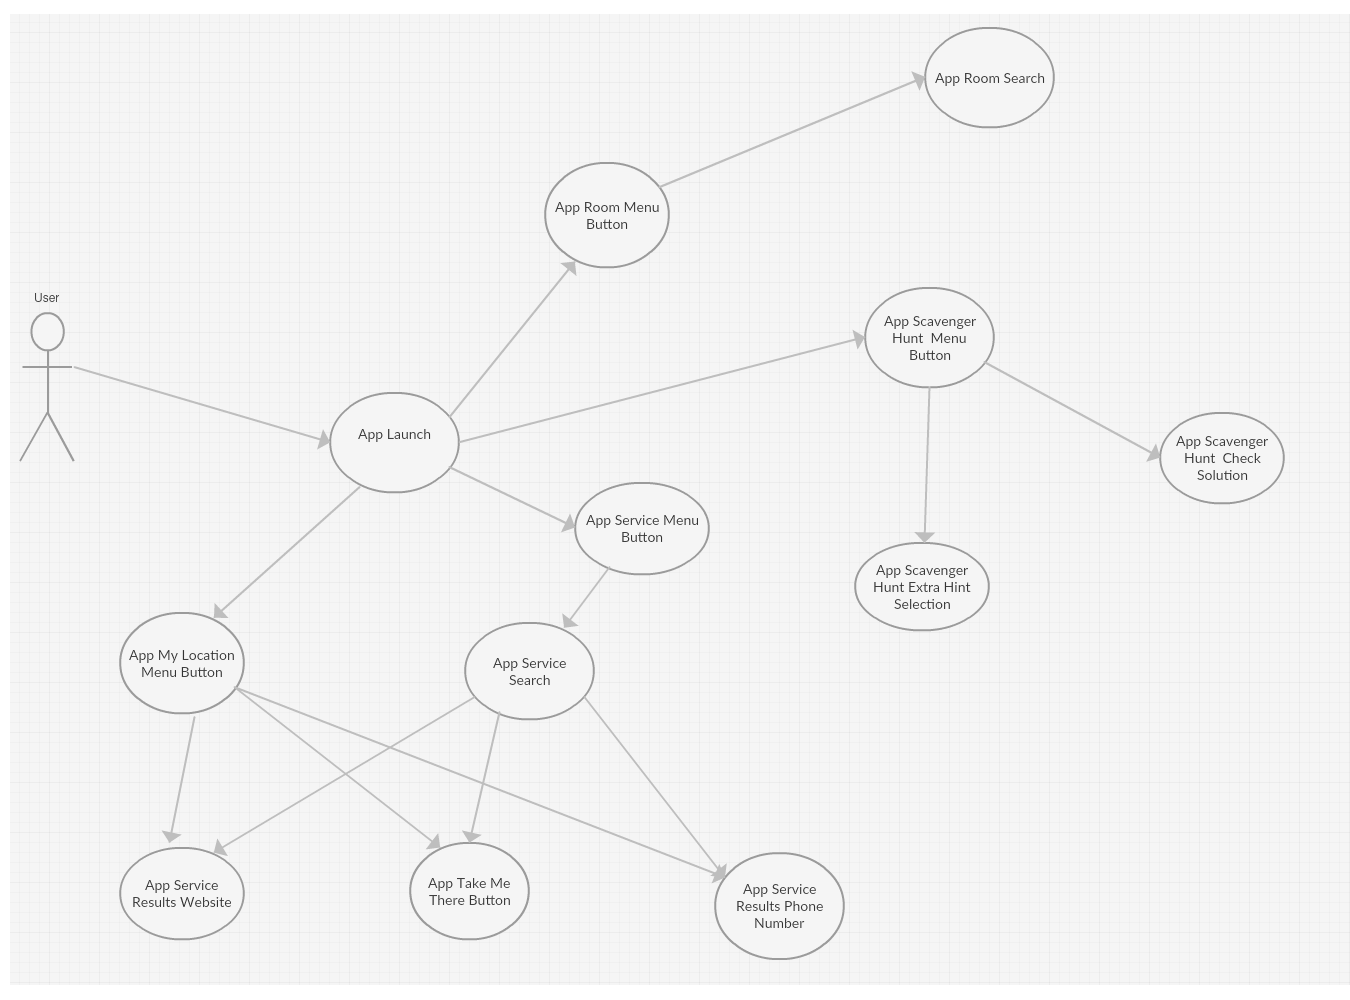 App Room Search
App Room Menu
Button
User
App Scavenger
Hunt  Menu
Button
App Launch
App Scavenger
Hunt  Check
Solution
App Service Menu
Button
App Scavenger
Hunt Extra Hint
Selection
App My Location
Menu Button
App Service
Search
App Service
Results Website
App Take Me
There Button
App Service
Results Phone
Number